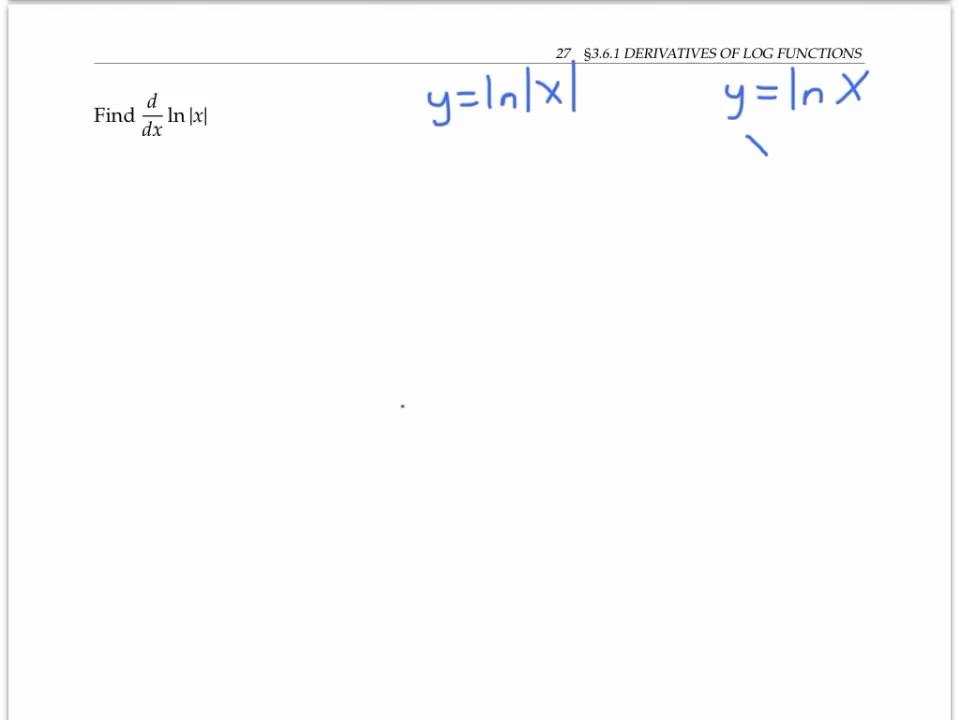 27 §3.6.1 DERIVATIVES OF LOG FUNCTIONS
y=ln|x| y=ln x
Find d/dx ln|x|